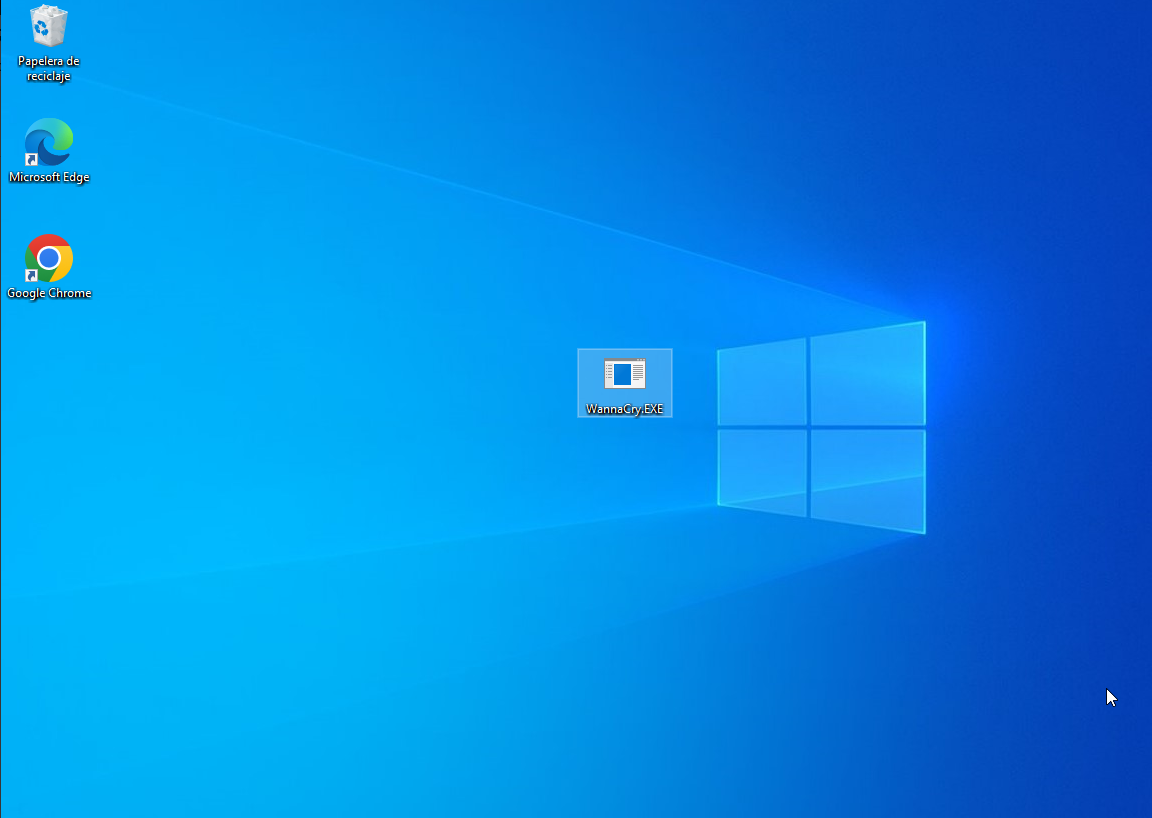 Papelera de
reciclaje
Microsoft Edge
Google Chrome
WannaCry.EXE